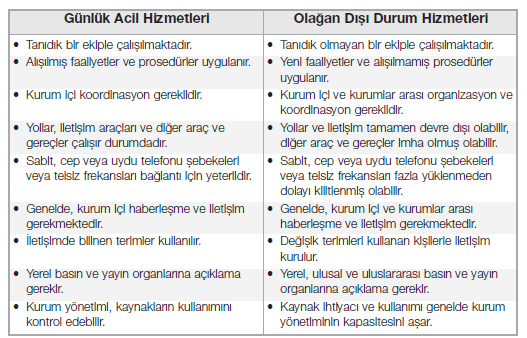 Günlük Acil Hizmetleri
Olağan Dışı Durum Hizmetleri
• Tanıdık bir ekiple çalışılmaktadır.
• Tanıdık olmayan bir ekiple çalışılmaktadır.
• Alışılmış faaliyetler ve prosedürler uygulanır.
• Yeni faaliyetler ve alışılmamış prosedürler
uygulanır.
• Kurum içi koordinasyon gereklidir.
• Kurum içi ve kurumlar arası organizasyon ve
koordinasyon gereklidir.
• Yollar, iletişim araçları ve diğer araç ve
gereçler çalışır durumdadır.
• Yollar ve iletişim tamamen devre dışı olabilir,
diğer araç ve gereçler imha olmuş olabilir.
• Sabit, cep veya uydu telefonu şebekeleri
veya telsiz frekansları bağlantı için yeterlidir.
• Sabit, cep veya uydu telefonu şebekeleri
veya telsiz frekansları fazla yüklenmeden
dolayı kilitlenmiş olabilir.
• Genelde, kurum içi haberleşme ve iletişim
gerekmektedir.
• Genelde, kurum içi ve kurumlar arası
haberleşme ve iletişim gerekmektedir.
• İletişimde bilinen terimler kullanılır.
• Değişik terimleri kullanan kişilerle iletişim
kurulur.
• Yerel basın ve yayın organlarına açıklama
gerekir.
• Yerel, ulusal ve uluslararası basın ve yayın
organlarına açıklama gerekir.
• Kurum yönetimi, kaynakların kullanımını
kontrol edebilir.
• Kaynak ihtiyacı ve kullanımı genelde kurum
yönetiminin kapasitesini aşar.